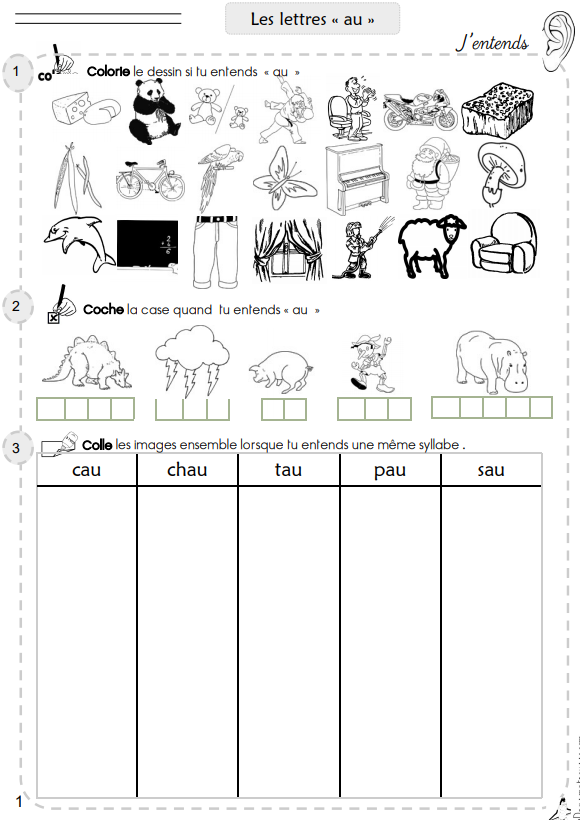 Les lettres « au »
J'entends
1
co
Colorie le dessin si tu entends « au »
2
x
Coche la case quand tu entends « au »
3
Colle les images ensemble lorsque tu entends une même syllabe .
cau chau tau pau sau
1